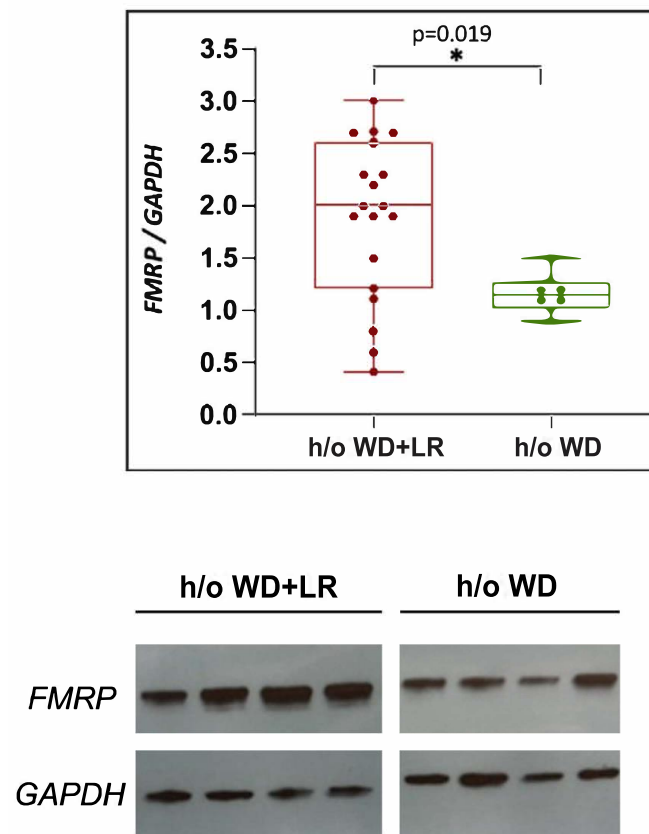 p=0.019
*
FMRP / GAPDH
3.5
3.0
2.5
2.0
1.5
1.0
0.5
0.0
h/o WD+LR
h/o WD
h/o WD+LR
h/o WD
FMRP
GAPDH